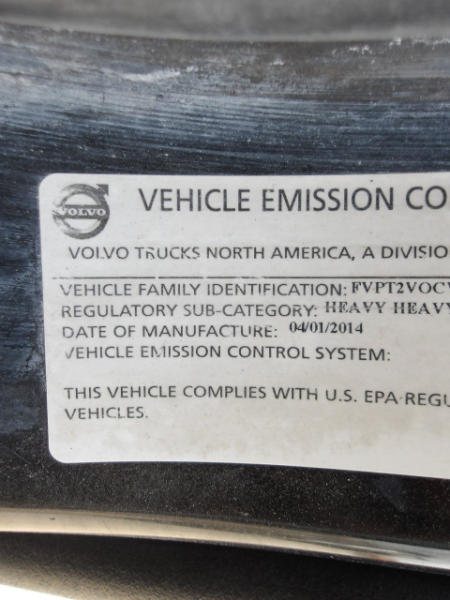 VOLVO
VEHICLE EMISSION CO
VOLVO TRUCKS NORTH AMERICA, A DIVISIO
VEHICLE FAMILY IDENTIFICATION: FVPT2VOC
REGULATORY SUB-CATEGORY: HEAVY HEAVY
DATE OF MANUFACTURE: 04/01/2014
VEHICLE EMISSION CONTROL SYSTEM:
THIS VEHICLE COMPLIES WITH U.S. EPA REGU
VEHICLES.